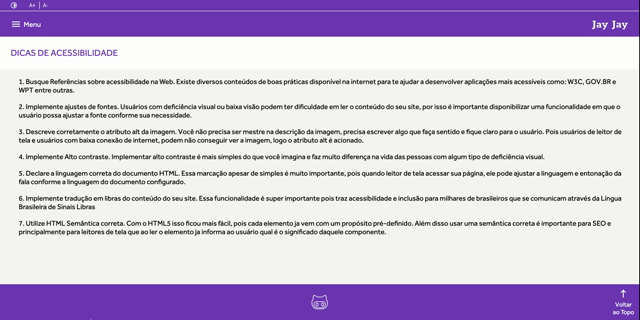 A+ | A-
Menu
Jay Jay
DICAS DE ACESSIBILIDADE
1. Busque Referências sobre acessibilidade na Web. Existe diversos conteúdos de boas práticas disponível na internet para te ajudar a desenvolver aplicações mais acessíveis como: W3C, GOV.BR e
WPT entre outras.
2. Implemente ajustes de fontes. Usuários com deficiência visual ou baixa visão podem ter dificuldade em ler o conteúdo do seu site, por isso é importante disponibilizar uma funcionalidade em que o
usuário possa ajustar a fonte conforme sua necessidade.
3. Descreve corretamente o atributo alt da imagem. Você não precisa ser mestre na descrição da imagem, precisa escrever algo que faça sentido e fique claro para o usuário. Pois usuários de leitor de
tela e usuários com baixa conexão de internet, podem não conseguir ver a imagem, logo o atributo alt é acionado.
4. Implemente Alto contraste. Implementar alto contraste é mais simples do que você imagina e faz muito diferença na vida das pessoas com algum tipo de deficiência visual.
5. Declare a linguagem correta do documento HTML. Essa marcação apesar de simples é muito importante, pois quando leitor de tela acessar sua página, ele pode ajustar a linguagem e entonação da
fala conforme a linguagem do documento configurado.
6. Implemente tradução em libras do conteúdo do seu site. Essa funcionalidade é super importante pois traz acessibilidade e inclusão para milhares de brasileiros que se comunicam através da Língua
Brasileira de Sinais Libras
7. Utilize HTML Semântica correta. Com o HTML5 isso ficou mais fácil, pois cada elemento ja vem com um propósito pré-definido. Além disso usar uma semântica correta é importante para SEO e
principalmente para leitores de tela que ao ler o elemento ja informa ao usuário qual é o significado daquele componente.
Voltar
ao Topo